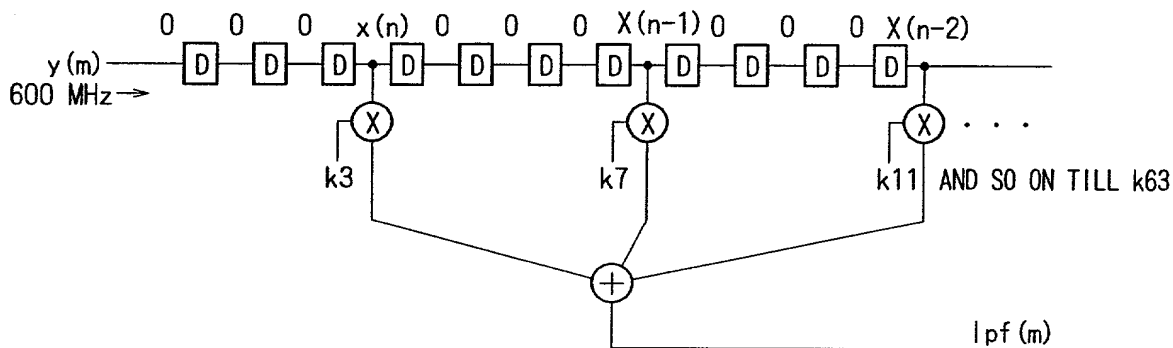 0 0 0 x(n) 0 0 0 X(n-1) 0 0 0 X(n-2)
y(m) D D D D D D D D D D D
600 MHz →
X X X . . .
k3 k7 k11 AND SO ON TILL k63
+
lpf(m)